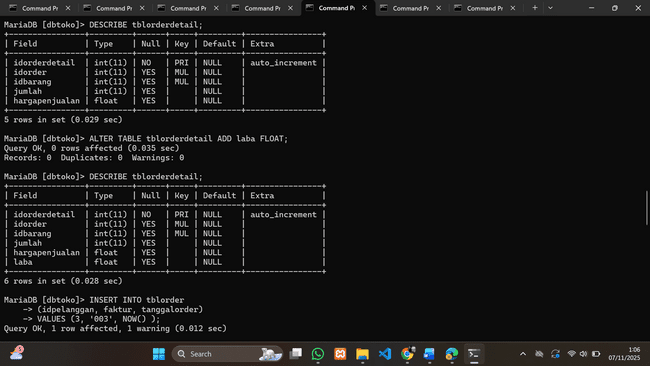 Command Pr Command Pr Command Pr Command Pr Command Pr Command Pr Command Pr
MariaDB [dbtoko]> DESCRIBE tblorderdetail;
+---------------+---------+------+-----+---------+----------------+
| Field         | Type    | Null | Key | Default | Extra          |
+---------------+---------+------+-----+---------+----------------+
| idorderdetail | int(11) | NO   | PRI | NULL    | auto_increment |
| idorder       | int(11) | YES  | MUL | NULL    |                |
| idbarang      | int(11) | YES  | MUL | NULL    |                |
| jumlah        | int(11) | YES  |     | NULL    |                |
| hargapenjualan | float   | YES  |     | NULL    |                |
+---------------+---------+------+-----+---------+----------------+
5 rows in set (0.029 sec)
MariaDB [dbtoko]> ALTER TABLE tblorderdetail ADD laba FLOAT;
Query OK, 0 rows affected (0.035 sec)
Records: 0  Duplicates: 0  Warnings: 0
MariaDB [dbtoko]> DESCRIBE tblorderdetail;
+---------------+---------+------+-----+---------+----------------+
| Field         | Type    | Null | Key | Default | Extra          |
+---------------+---------+------+-----+---------+----------------+
| idorderdetail | int(11) | NO   | PRI | NULL    | auto_increment |
| idorder       | int(11) | YES  | MUL | NULL    |                |
| idbarang      | int(11) | YES  | MUL | NULL    |                |
| jumlah        | int(11) | YES  |     | NULL    |                |
| hargapenjualan | float   | YES  |     | NULL    |                |
| laba          | float   | YES  |     | NULL    |                |
+---------------+---------+------+-----+---------+----------------+
6 rows in set (0.028 sec)
MariaDB [dbtoko]> INSERT INTO tblorder
    -> (idpelanggan, faktur, tanggalorder)
    -> VALUES (3, '003', NOW() );
Query OK, 1 row affected, 1 warning (0.012 sec)
Search
1:06
07/11/2025